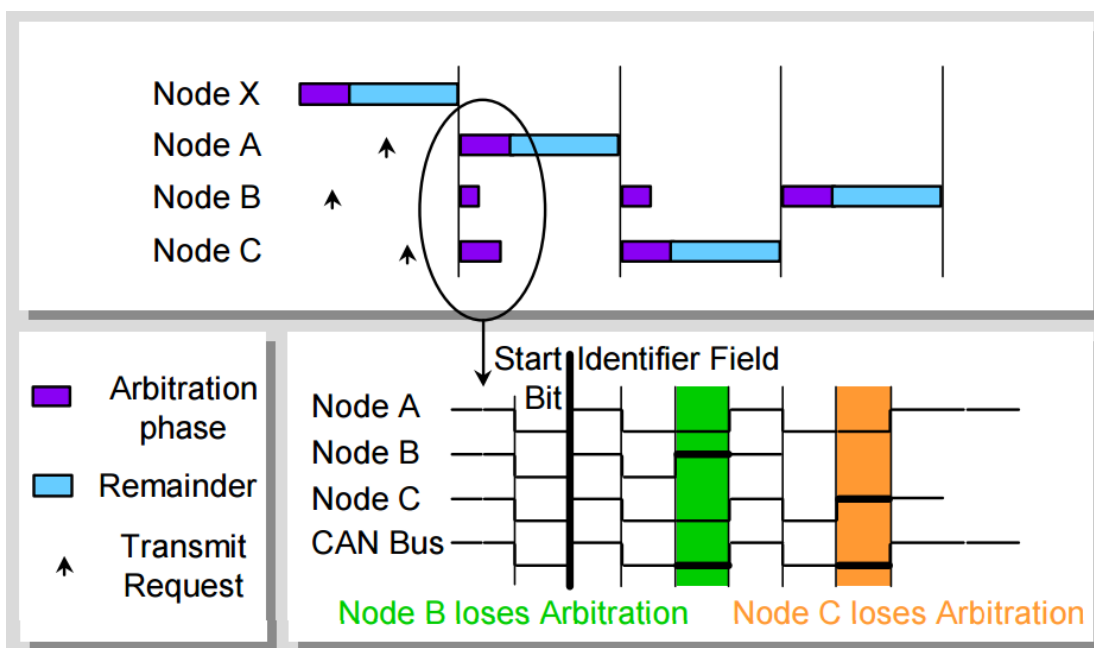 Node X
Node A
Node B
Node C
Arbitration
phase
Remainder
Transmit
Request
Start Identifier Field
Bit
Node A
Node B
Node C
CAN Bus
Node B loses Arbitration
Node C loses Arbitration